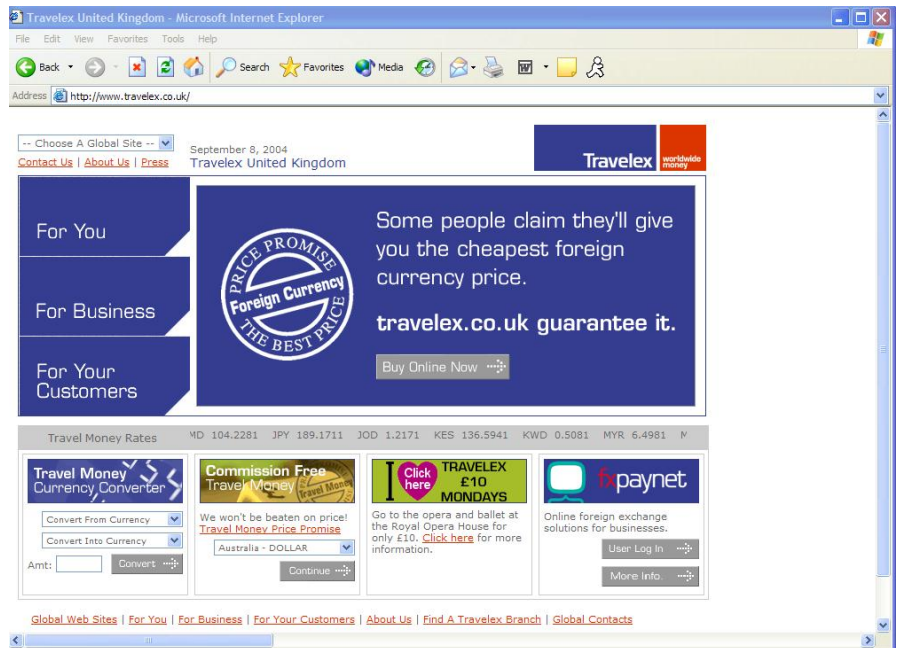 Travelex United Kingdom - Microsoft Internet Explorer
File Edit View Favorites Tools Help
Back Search Favorites Media
Address http://www.travelex.co.uk/
-- Choose A Global Site --
Contact Us | About Us | Press
September 8, 2004
Travelex United Kingdom
Travelex worldwide money
For You
For Business
For Your
Customers
PRICE PROMISE
Foreign Currency
THE BEST PRICE
Some people claim they'll give
you the cheapest foreign
currency price.
travelex.co.uk guarantee it.
Buy Online Now
Travel Money Rates MD 104.2281 JPY 189.1711 JOD 1.2171 KES 136.5941 KWD 0.5081 MYR 6.4981
Travel Money
Currency Converter
Convert From Currency
Convert Into Currency
Amt: Convert
Commission Free
Travel Money
Travel Money
We won't be beaten on price!
Travel Money Price Promise
Australia - DOLLAR
Continue
Click
here
TRAVELEX
£10
MONDAYS
Go to the opera and ballet at
the Royal Opera House for
only £10. Click here for more
information.
fxpaynet
Online foreign exchange
solutions for businesses.
User Log In
More Info.
Global Web Sites | For You | For Business | For Your Customers | About Us | Find A Travelex Branch | Global Contacts